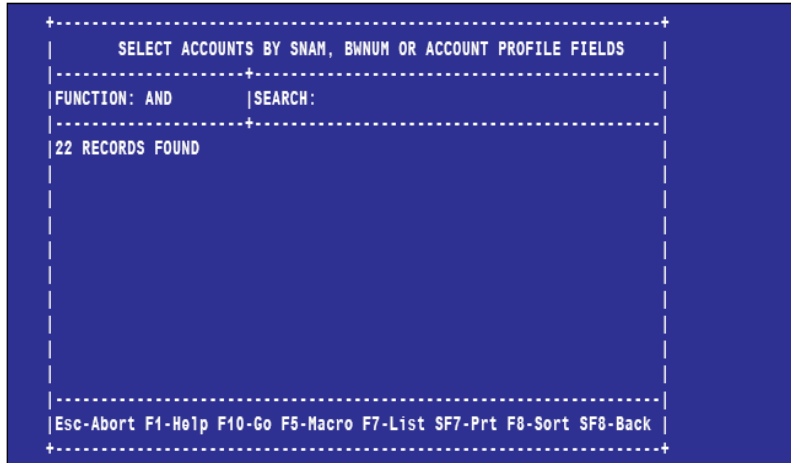 SELECT ACCOUNTS BY SNAM, BWNUM OR ACCOUNT PROFILE FIELDS
FUNCTION: AND |SEARCH:
22 RECORDS FOUND
Esc-Abort F1-Help F10-Go F5-Macro F7-List SF7-Prt F8-Sort SF8-Back